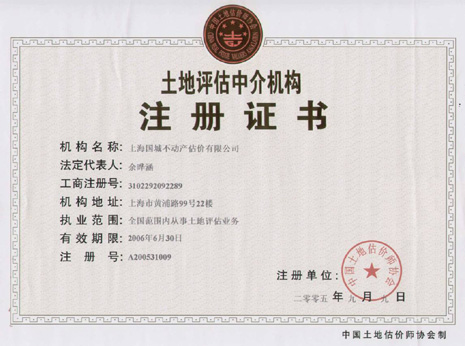 土地评估中介机构
注册证书
机构名称：上海国城不动产估价有限公司
法定代表人：余晔涵
工商注册号：3102292092289
机构地址：上海市黄浦路99号22楼
执业范围：全国范围内从事土地评估业务
有效期限：2006年6月30日
注册号：A200531009
注册单位：
中国土地估价师协会
二零零五年九月九日
中国土地估价师协会制